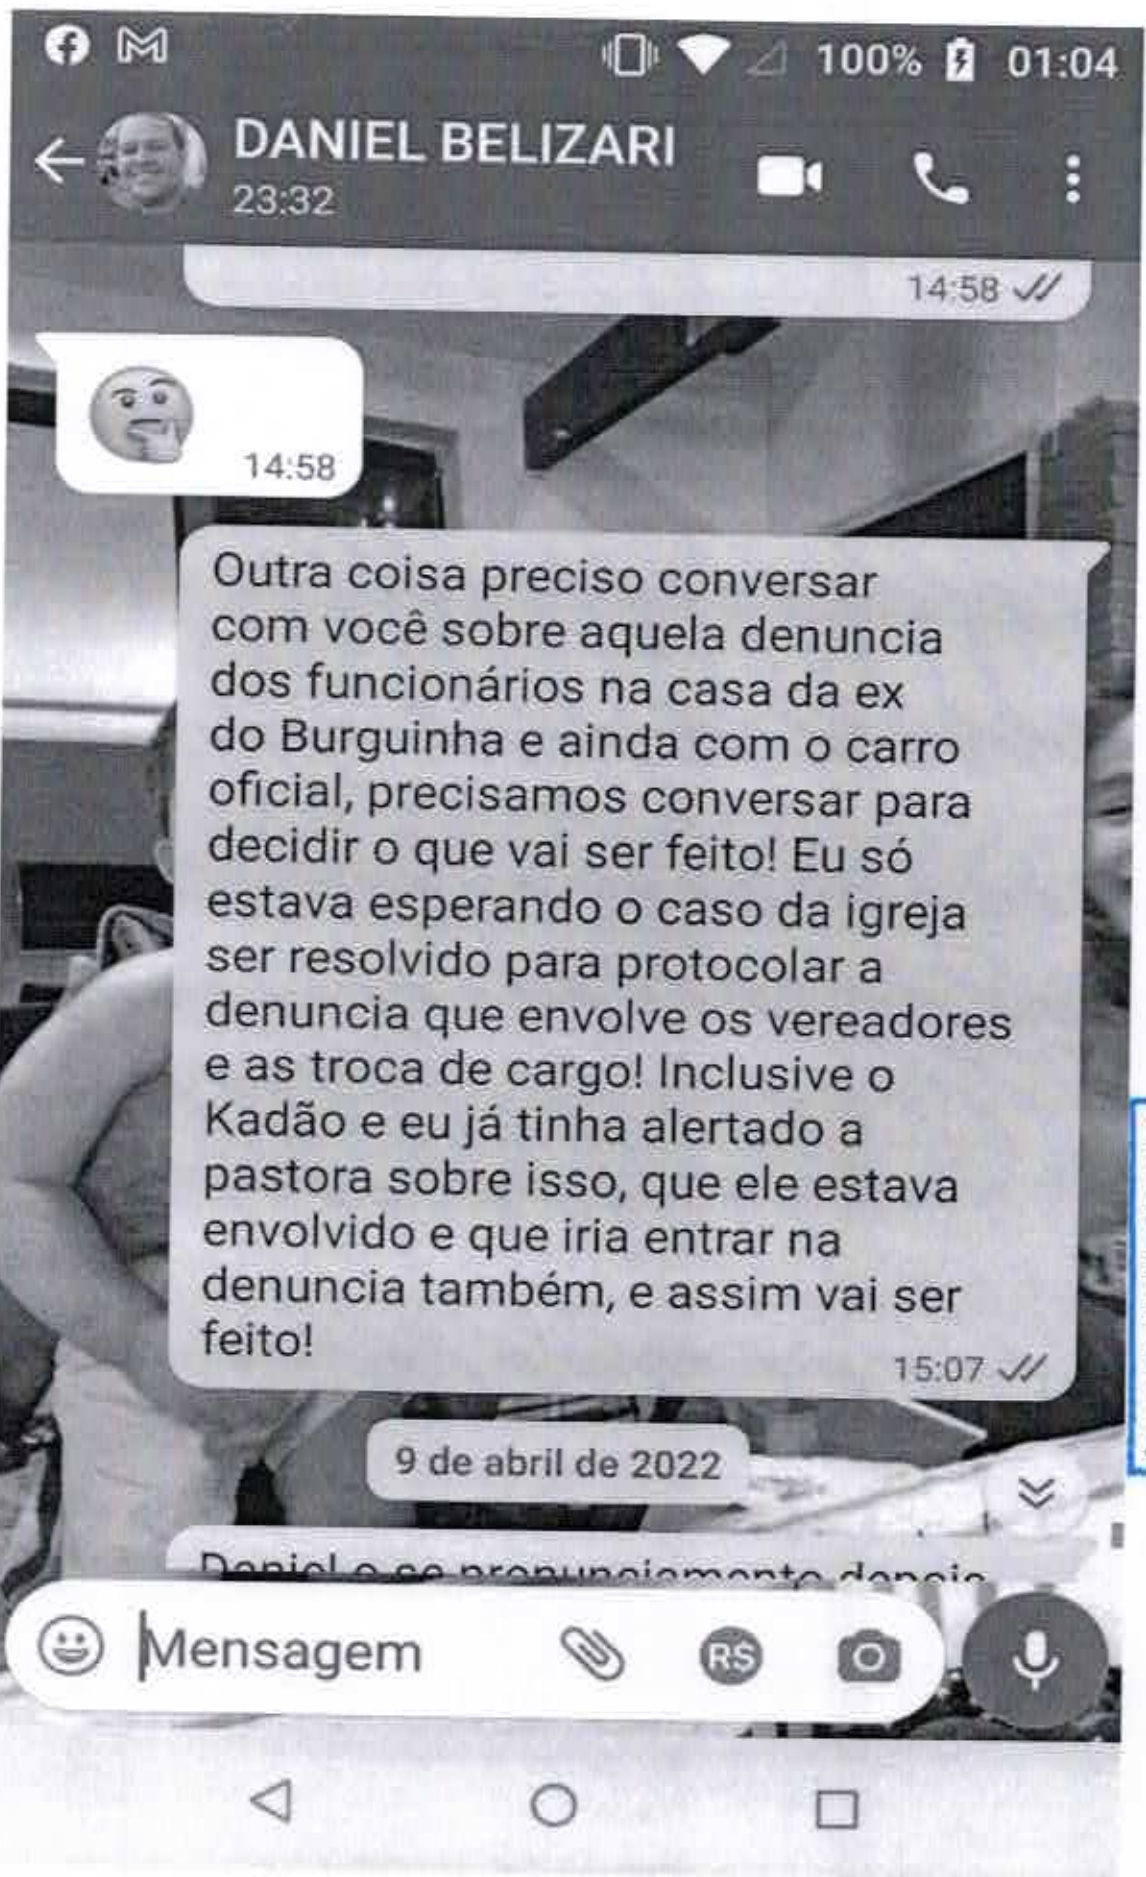 100% 01:04
DANIEL BELIZARI
23:32
14:58
14:58
Outra coisa preciso conversar
com você sobre aquela denuncia
dos funcionários na casa da ex
do Burguinha e ainda com o carro
oficial, precisamos conversar para
decidir o que vai ser feito! Eu só
estava esperando o caso da igreja
ser resolvido para protocolar a
denuncia que envolve os vereadores
e as troca de cargo! Inclusive o
Kadão e eu já tinha alertado a
pastora sobre isso, que ele estava
envolvido e que iria entrar na
denuncia também, e assim vai ser
feito!
15:07
9 de abril de 2022
Daniel o se pronunciamento depois
Mensagem
R$